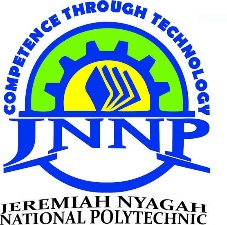 COMPETENCE THROUGH TECHNOLOGY
JNNP
JEREMIAH NYAGAH
NATIONAL POLYTECHNIC